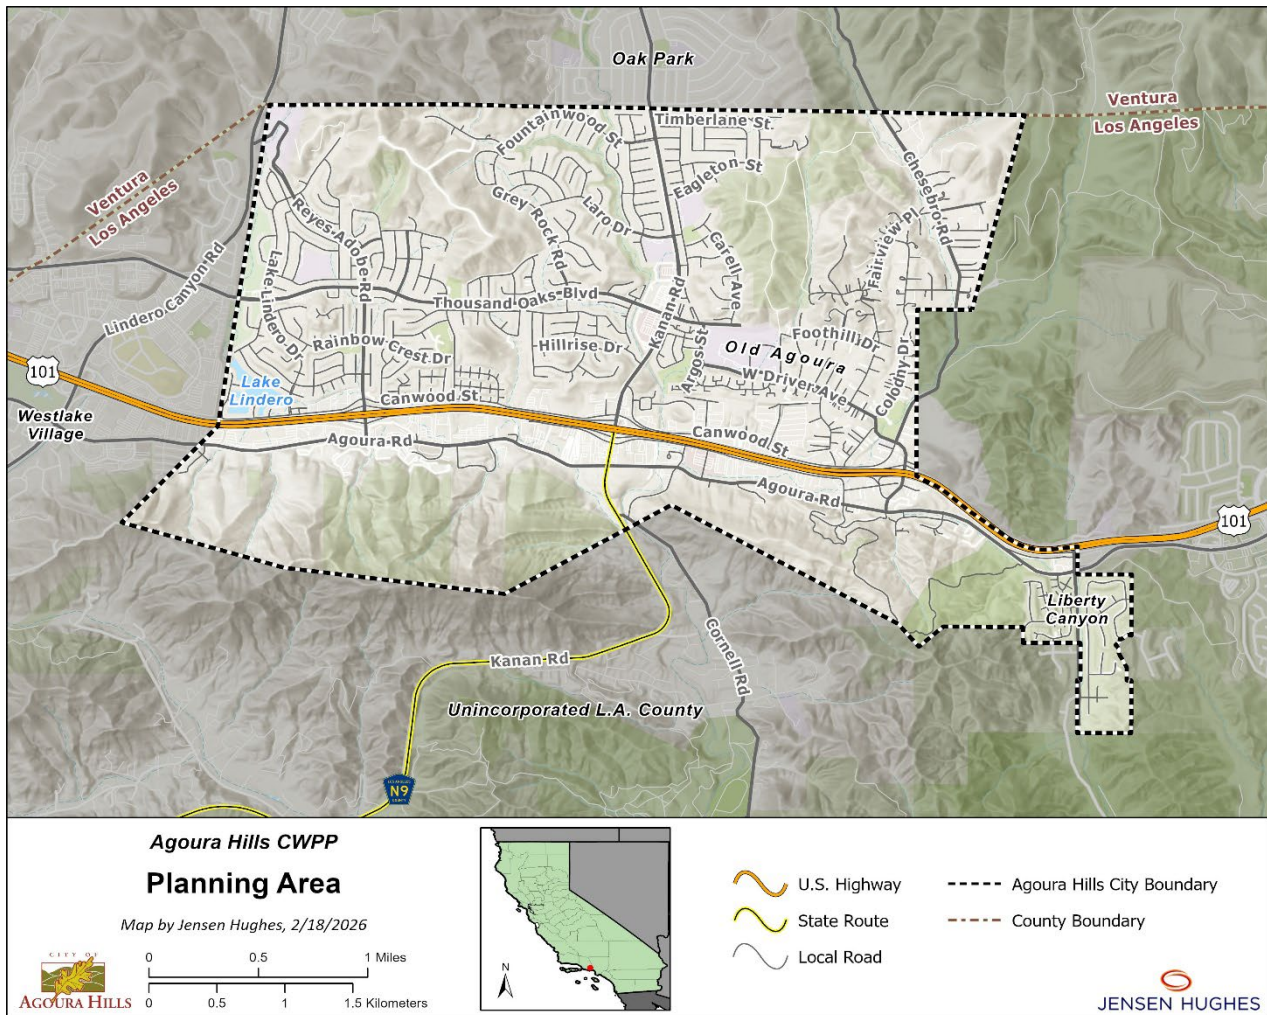 Oak Park
Ventura
Los Angeles
Timberlane St.
Fountainwood St
Eagleton St
Chesebro Rd
Ventura
Los Angeles
Reyes Adobe Rd
Grey Rock Rd
Laro Dr
Carell Ave
Fairview Pl
Lindero Canyon Rd
Lake Lindero Dr
Thousand Oaks Blvd
Kanan Rd
Rainbow Crest Dr
Hillrise Dr
Argos St
Foothill Dr
Old Agoura
W Driver Ave
Colodny Dr
101
Lake
Lindero
Canwood St
Westlake
Village
Agoura Rd
Canwood St
Agoura Rd
101
Liberty
Canyon
Cornell Rd
Kanan Rd
Unincorporated L.A. County
N9
Agoura Hills CWPP
Planning Area
Map by Jensen Hughes, 2/18/2026
CITY OF
AGOURA HILLS
0 0.5 1 Miles
0 0.5 1 1.5 Kilometers
N
U.S. Highway
State Route
Local Road
Agoura Hills City Boundary
County Boundary
JENSEN HUGHES